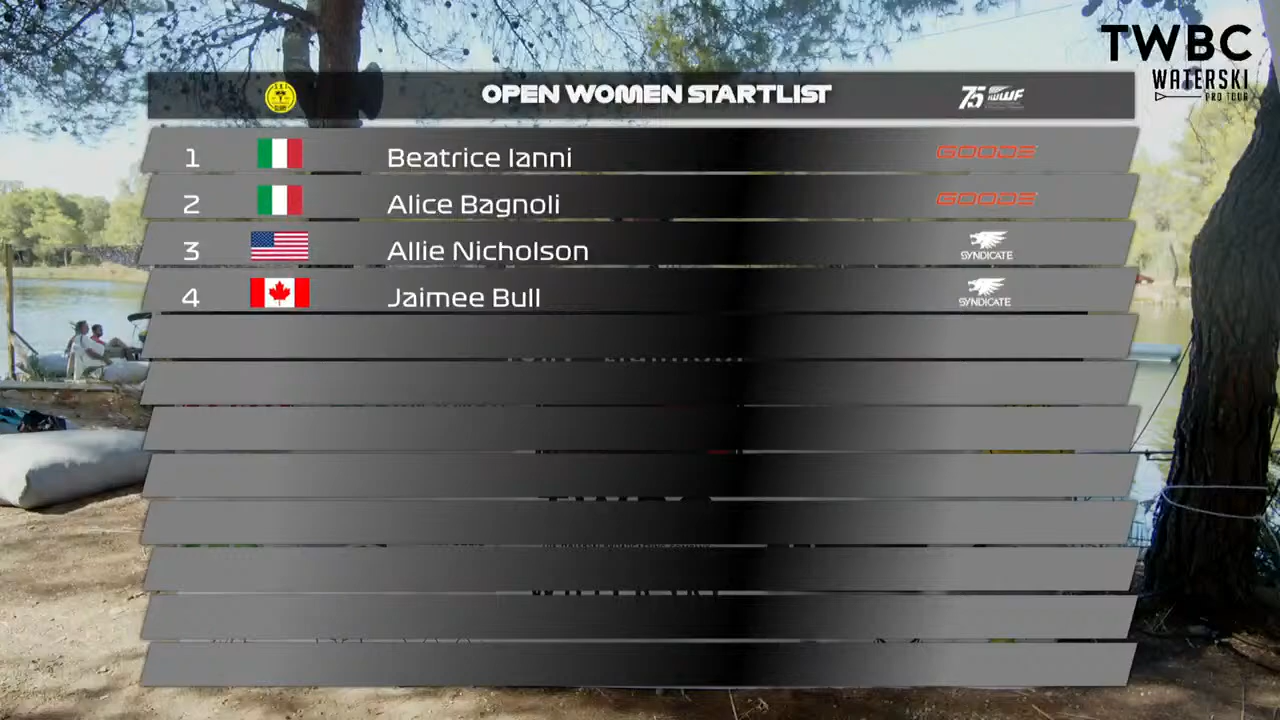 TWBC
WATERSKI
PRO TOUR
OPEN WOMEN STARTLIST
75 IWWF
1 Beatrice Ianni GOODE
2 Alice Bagnoli GOODE
3 Allie Nicholson SYNDICATE
4 Jaimee Bull SYNDICATE